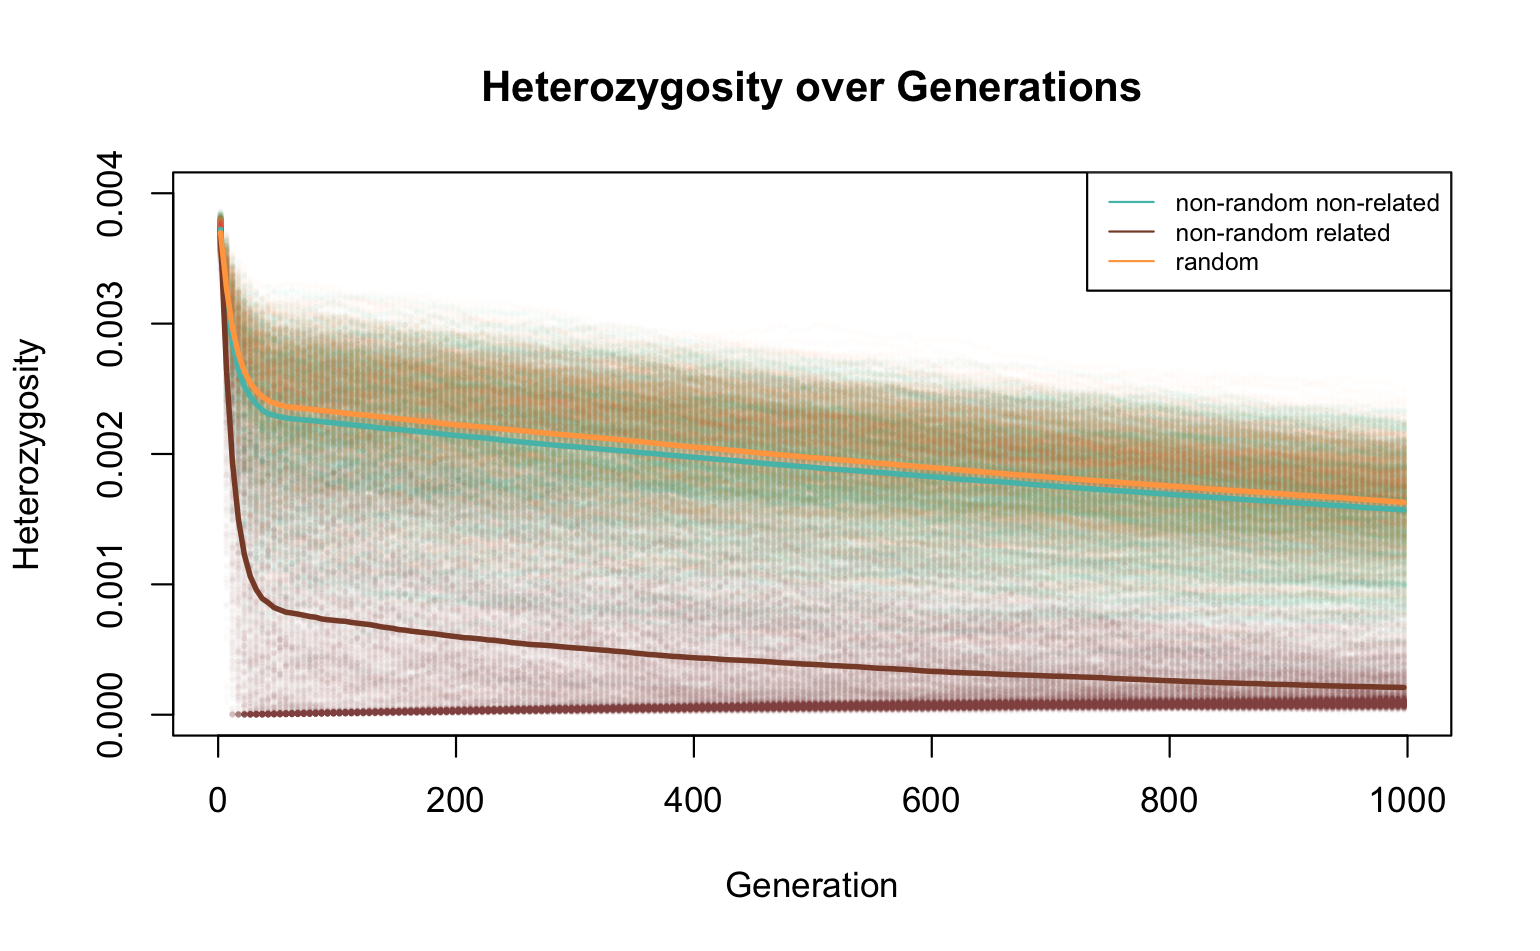 Heterozygosity over Generations
non-random non-related
non-random related
random
Heterozygosity
0.004
0.003
0.002
0.001
0.000
0 200 400 600 800 1000
Generation